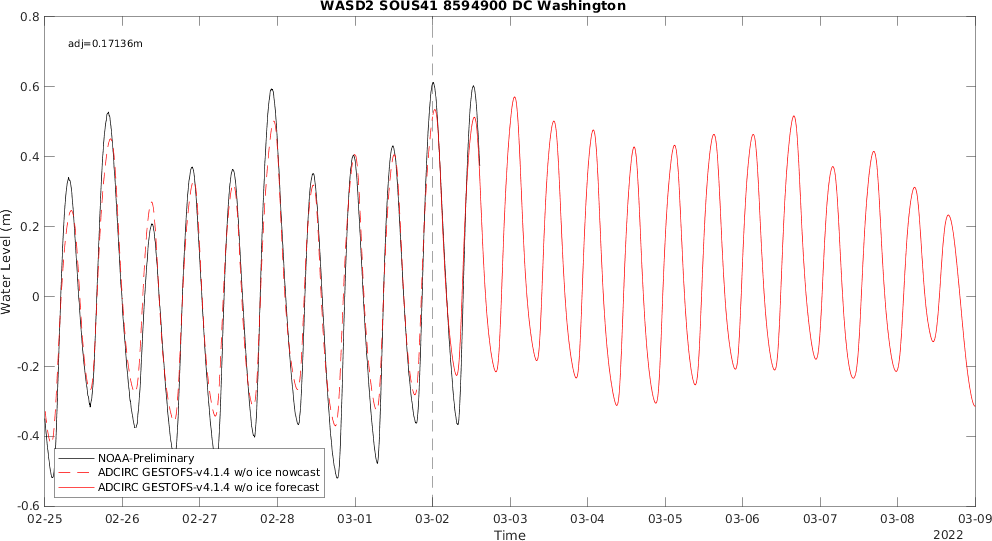 WASD2 SOUS41 8594900 DC Washington
adj=0.17136m
Water Level (m)
0.8
0.6
0.4
0.2
0
-0.2
-0.4
-0.6
NOAA-Preliminary
ADCIRC GESTOFS-v4.1.4 w/o ice nowcast
ADCIRC GESTOFS-v4.1.4 w/o ice forecast
02-25 02-26 02-27 02-28 03-01 03-02 03-03 03-04 03-05 03-06 03-07 03-08 03-09
Time
2022